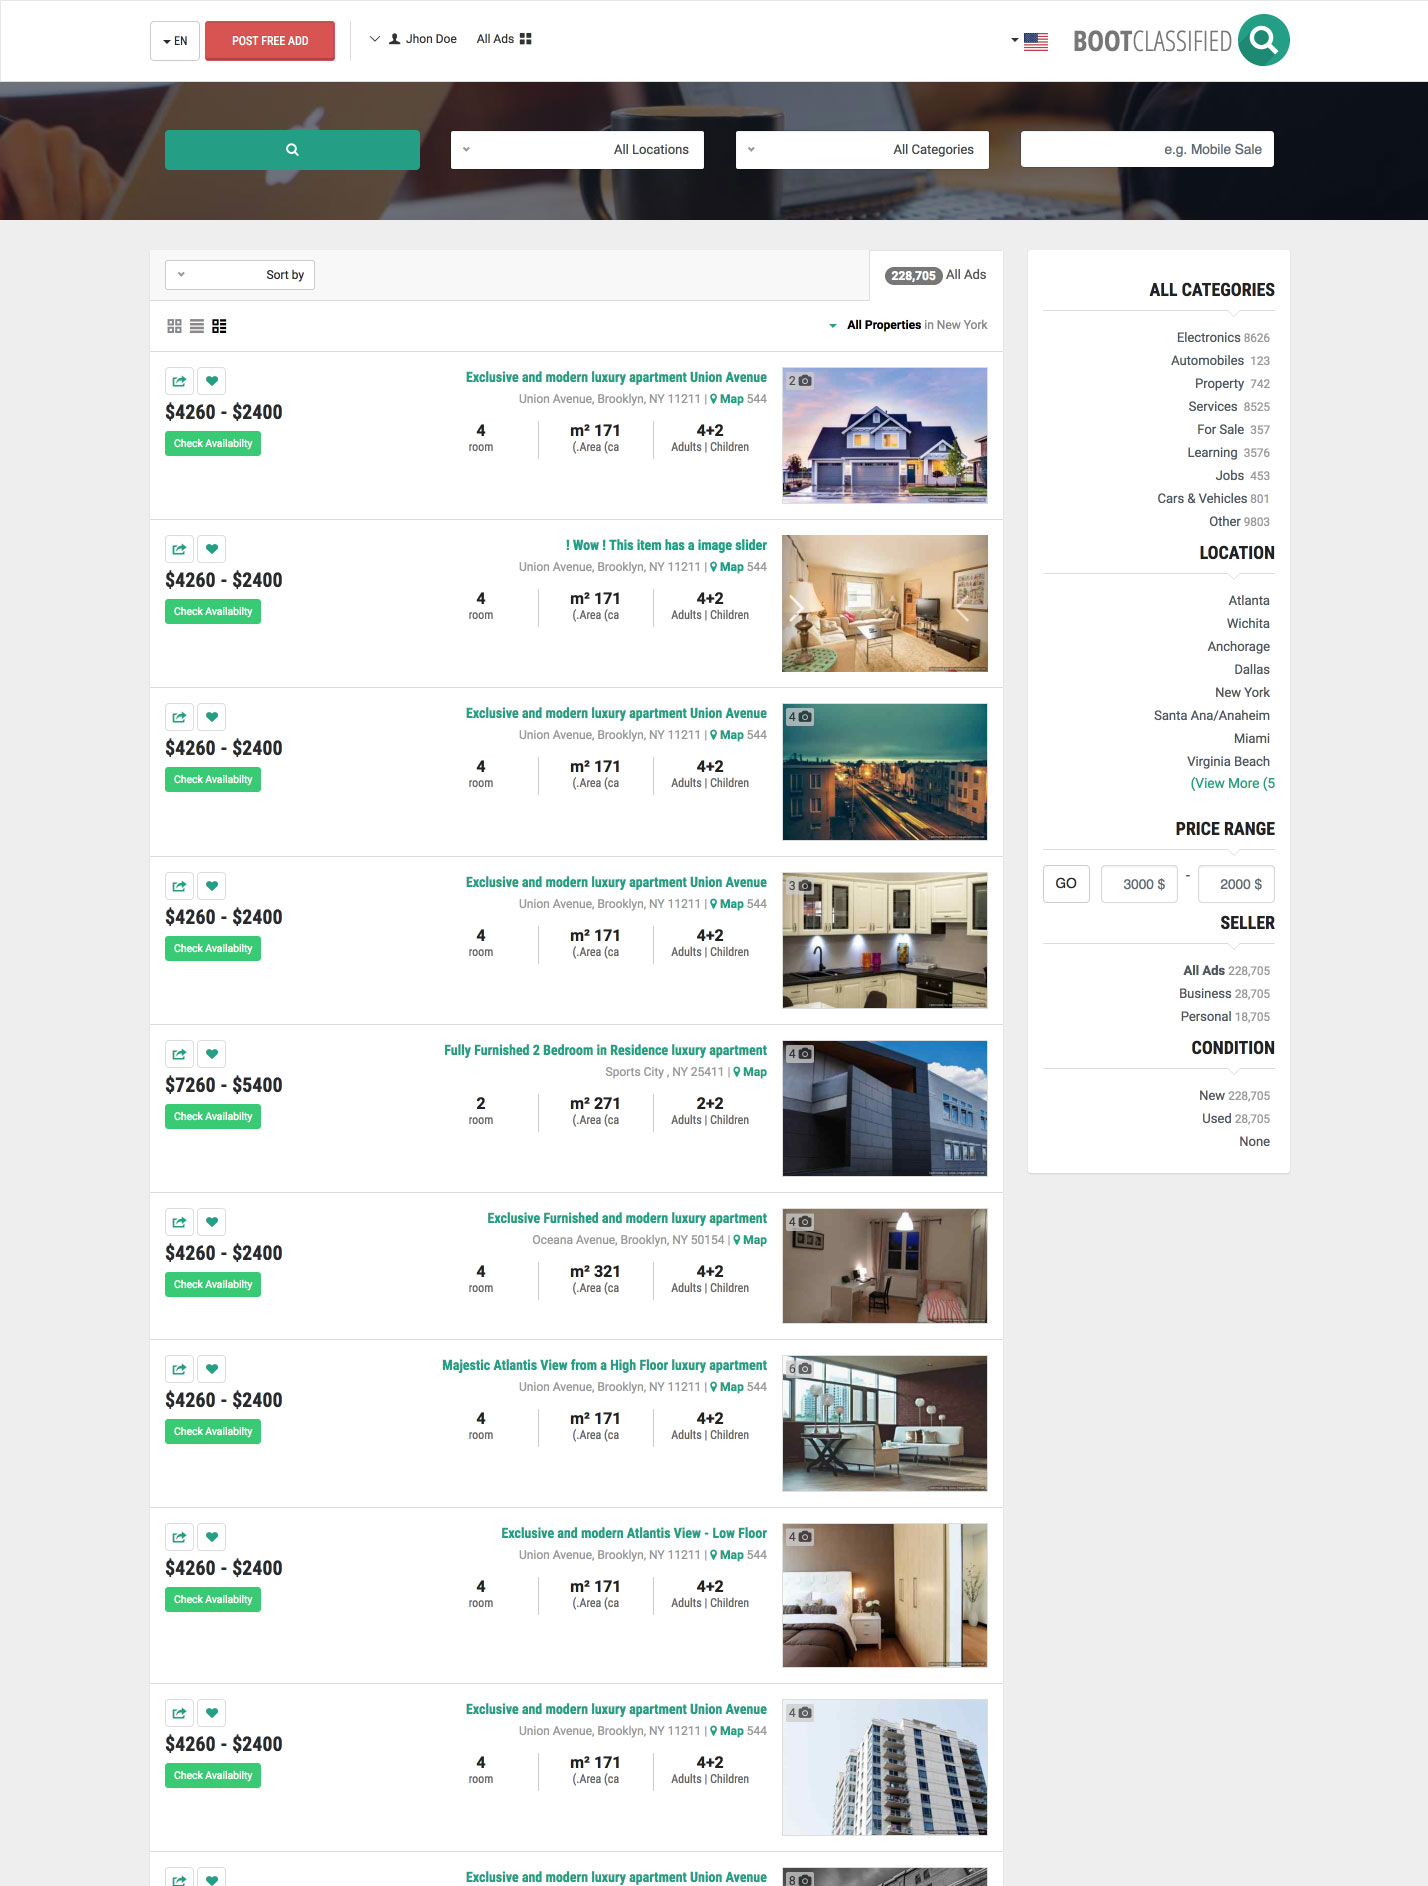 EN
POST FREE ADD
Jhon Doe
All Ads
BOOTCLASSIFIED
All Locations
All Categories
e.g. Mobile Sale
Sort by
228,705 All Ads
All Properties in New York
$4260 - $2400
Check Availabilty
Exclusive and modern luxury apartment Union Avenue
Union Avenue, Brooklyn, NY 11211 | Map 544
4
room
m² 171
(.Area (ca
4+2
Adults | Children
2
$4260 - $2400
Check Availabilty
! Wow ! This item has a image slider
Union Avenue, Brooklyn, NY 11211 | Map 544
4
room
m² 171
(.Area (ca
4+2
Adults | Children
$4260 - $2400
Check Availabilty
Exclusive and modern luxury apartment Union Avenue
Union Avenue, Brooklyn, NY 11211 | Map 544
4
room
m² 171
(.Area (ca
4+2
Adults | Children
4
$4260 - $2400
Check Availabilty
Exclusive and modern luxury apartment Union Avenue
Union Avenue, Brooklyn, NY 11211 | Map 544
4
room
m² 171
(.Area (ca
4+2
Adults | Children
3
$7260 - $5400
Check Availabilty
Fully Furnished 2 Bedroom in Residence luxury apartment
Sports City , NY 25411 | Map
2
room
m² 271
(.Area (ca
2+2
Adults | Children
4
$4260 - $2400
Check Availabilty
Exclusive Furnished and modern luxury apartment
Oceana Avenue, Brooklyn, NY 50154 | Map
4
room
m² 321
(.Area (ca
4+2
Adults | Children
4
$4260 - $2400
Check Availabilty
Majestic Atlantis View from a High Floor luxury apartment
Union Avenue, Brooklyn, NY 11211 | Map 544
4
room
m² 171
(.Area (ca
4+2
Adults | Children
6
$4260 - $2400
Check Availabilty
Exclusive and modern Atlantis View - Low Floor
Union Avenue, Brooklyn, NY 11211 | Map 544
4
room
m² 171
(.Area (ca
4+2
Adults | Children
4
$4260 - $2400
Check Availabilty
Exclusive and modern luxury apartment Union Avenue
Union Avenue, Brooklyn, NY 11211 | Map 544
4
room
m² 171
(.Area (ca
4+2
Adults | Children
4
Exclusive and modern luxury apartment Union Avenue
8
ALL CATEGORIES
Electronics 8626
Automobiles 123
Property 742
Services 8525
For Sale 357
Learning 3576
Jobs 453
Cars & Vehicles 801
Other 9803
LOCATION
Atlanta
Wichita
Anchorage
Dallas
New York
Santa Ana/Anaheim
Miami
Virginia Beach
(View More (5
PRICE RANGE
GO
3000 $
-
2000 $
SELLER
All Ads 228,705
Business 28,705
Personal 18,705
CONDITION
New 228,705
Used 28,705
None